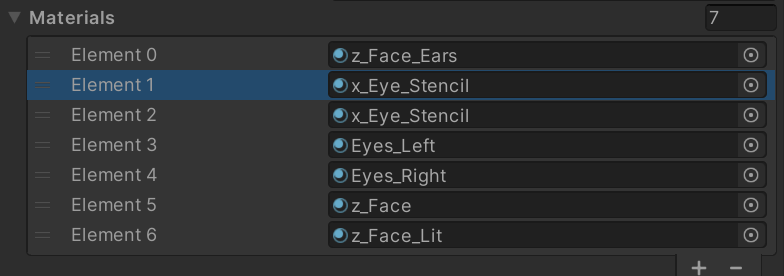 Materials 7
Element 0 z_Face_Ears
Element 1 x_Eye_Stencil
Element 2 x_Eye_Stencil
Element 3 Eyes_Left
Element 4 Eyes_Right
Element 5 z_Face
Element 6 z_Face_Lit
+ −